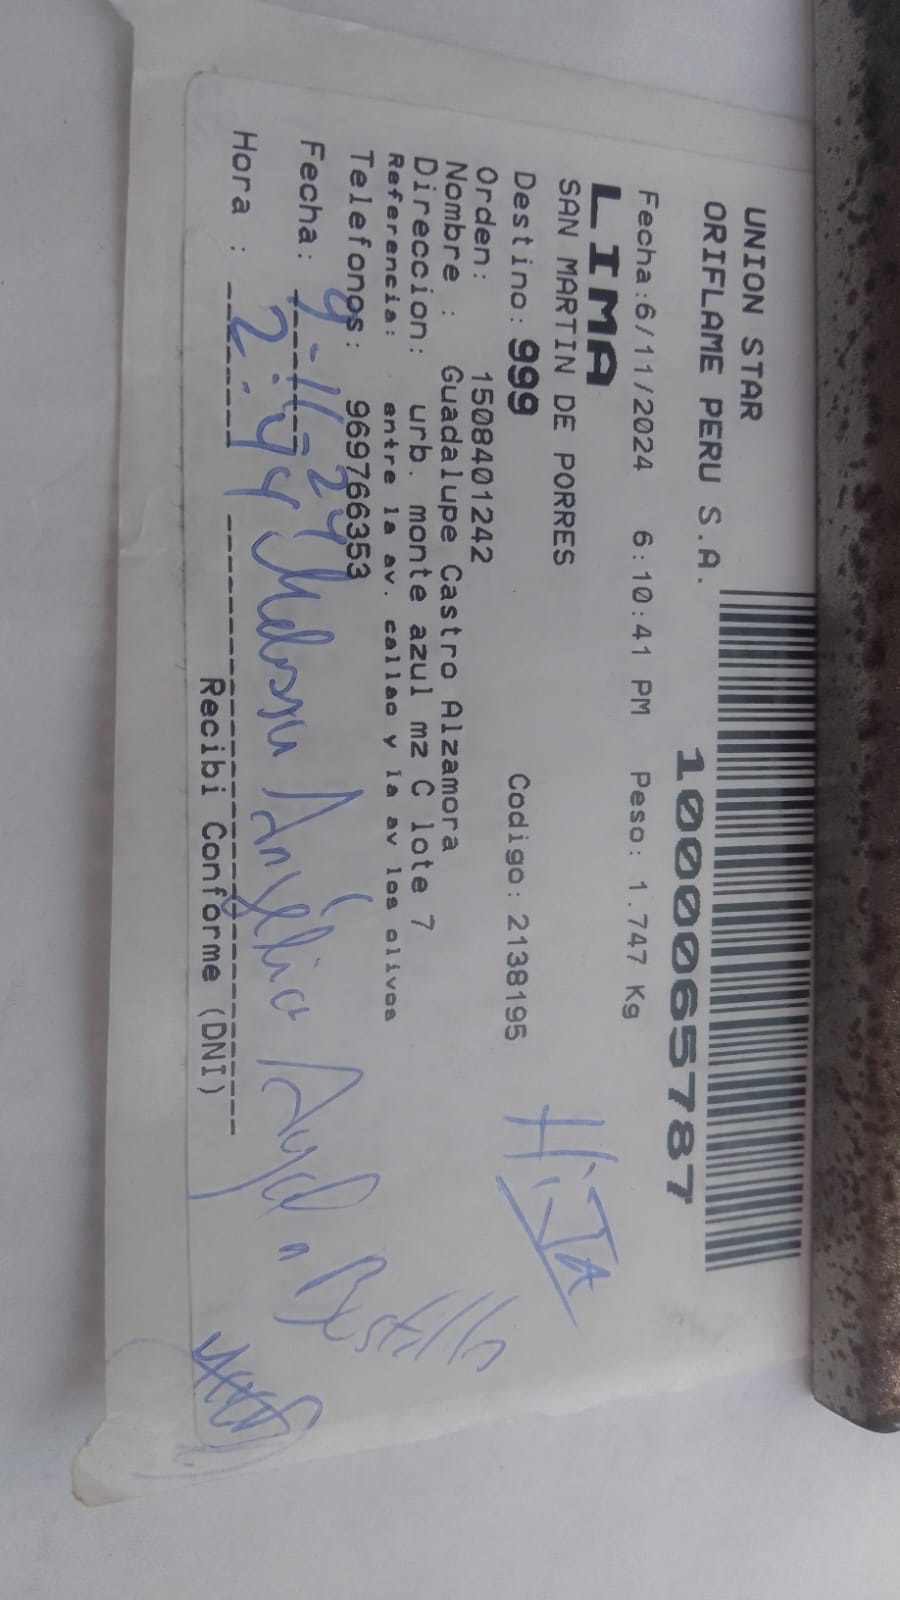 UNION STAR
ORIFLAME PERU S.A.
1000065787
Fecha:6/11/2024 6:10:41 PM Peso: 1.747 Kg
LIMA
SAN MARTIN DE PORRES
Destino: 999 Codigo: 2138195
HiJA
Orden: 1508401242
Nombre : Guadalupe Castro Alzamora
Direccion: urb. monte azul mz C lote 7
Referencia: entre la av. callao y la av los olivos
Telefonos: 969766353
Fecha: 9-11-24
Hora : Angélica
Recibi Conforme (DNI)